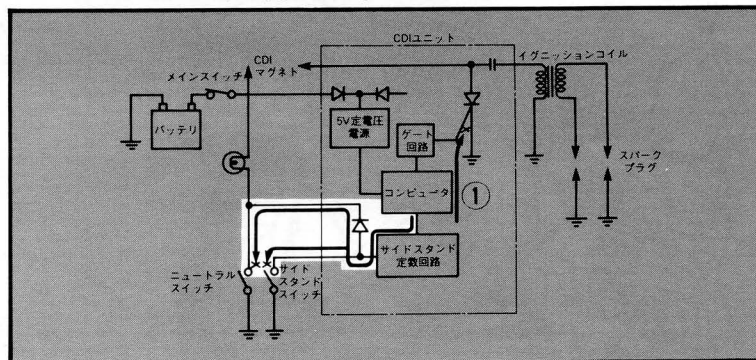 CDIユニット
CDI
マグネト
イグニッションコイル
メインスイッチ
バッテリ
5V定電圧
電源
ゲート
回路
コンピュータ
①
スパーク
プラグ
サイドスタンド
定数回路
ニュートラル
スイッチ
サイド
スタンド
スイッチ